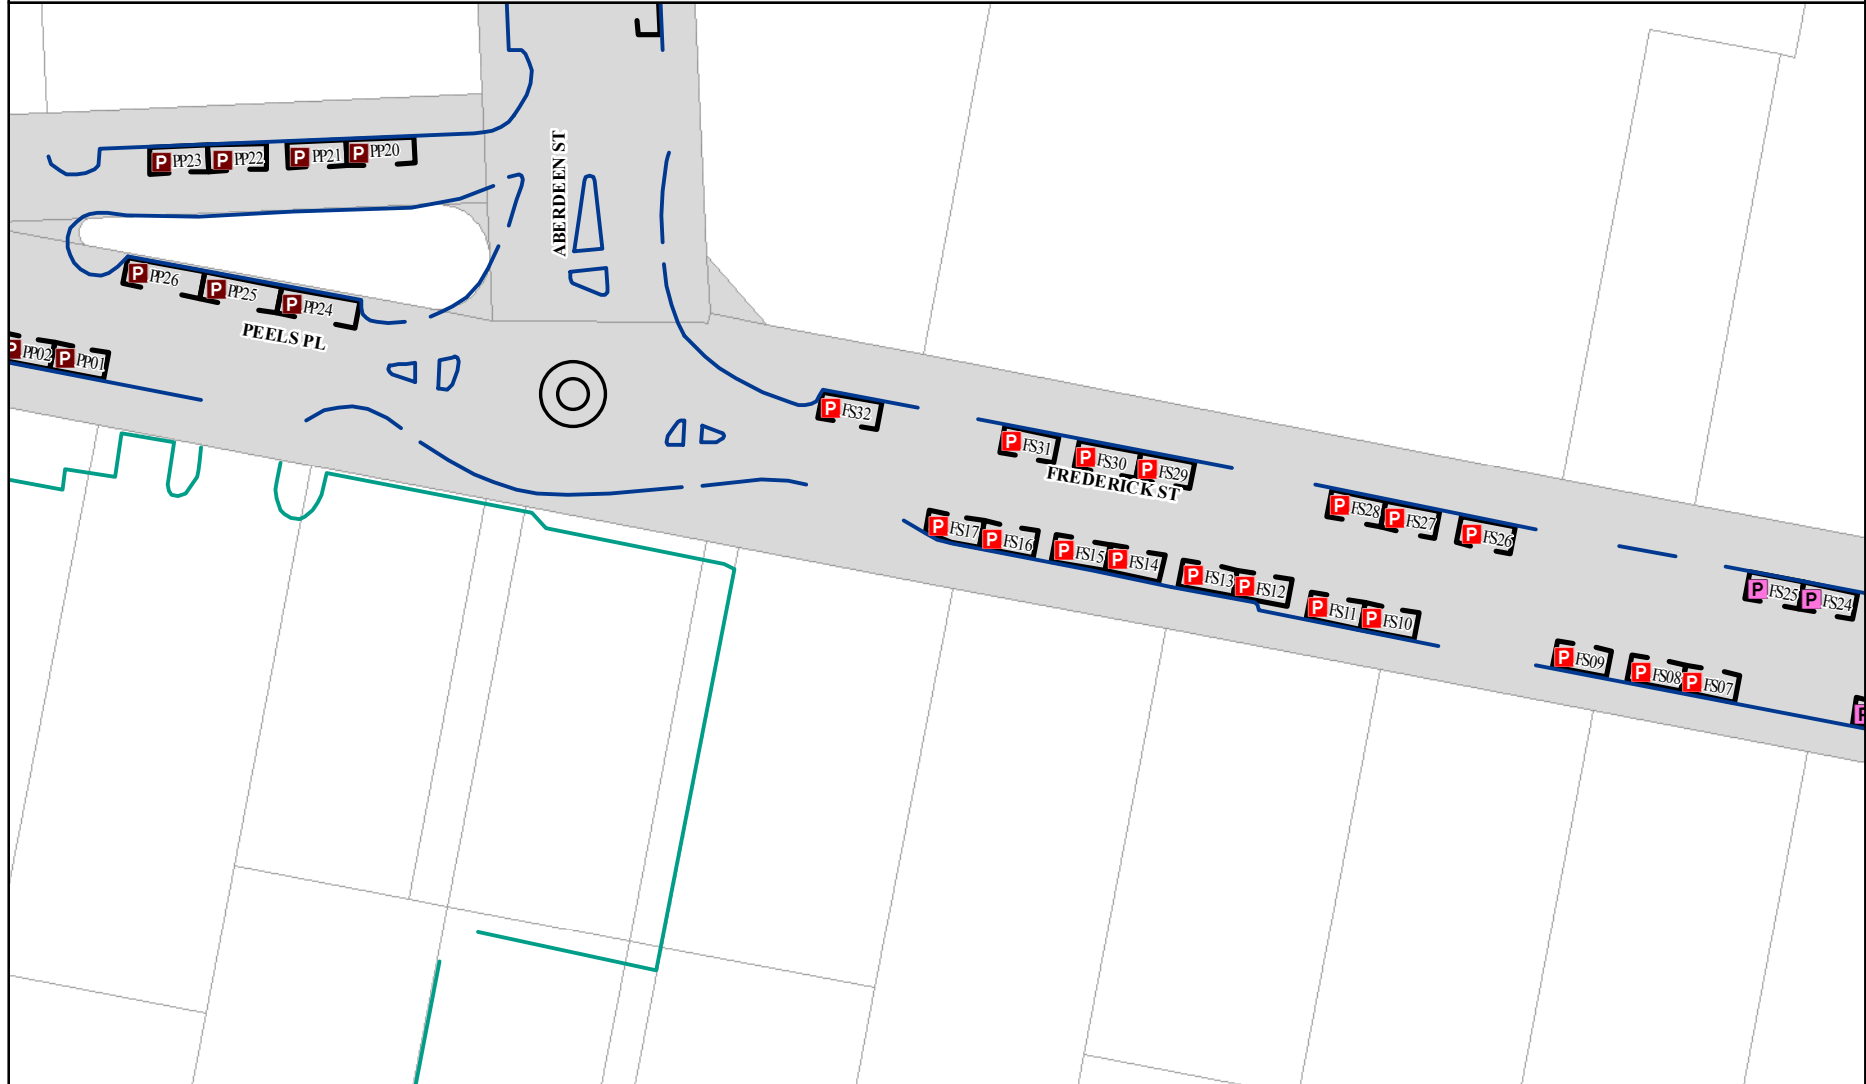 ABERDEEN ST
P PP23
P PP22
P PP21
P PP20
P PP26
P PP25
P PP24
PEELS PL
P PP02
P PP01
P FS32
P FS31
P FS30
P FS29
FREDERICK ST
P FS28
P FS27
P FS26
P FS17
P FS16
P FS15
P FS14
P FS13
P FS12
P FS11
P FS10
P FS25
P FS24
P FS09
P FS08
P FS07
P